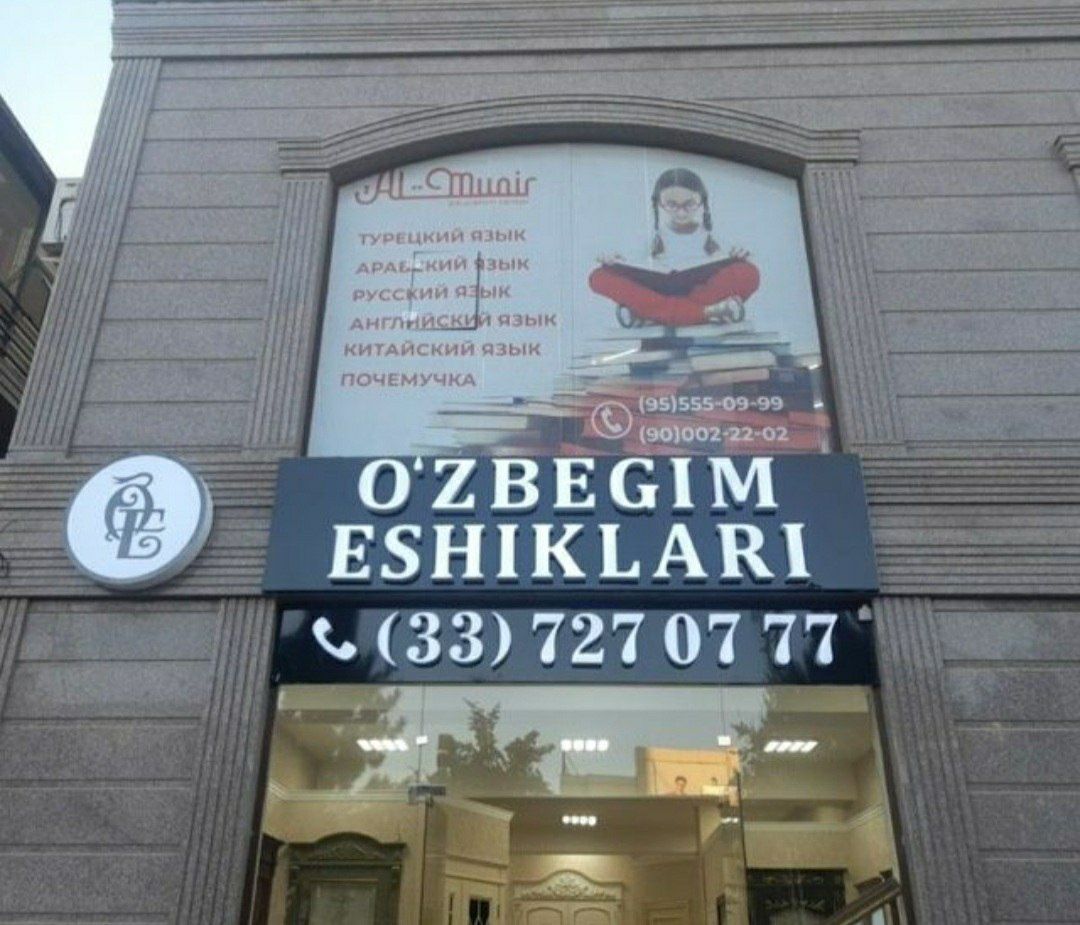 Al-Munir
ТУРЕЦКИЙ ЯЗЫК
АРАБСКИЙ ЯЗЫК
РУССКИЙ ЯЗЫК
АНГЛИЙСКИЙ ЯЗЫК
КИТАЙСКИЙ ЯЗЫК
ПОЧЕМУЧКА
(95)555-09-99
(90)002-22-02
O'ZBEGIM
ESHIKLARI
(33) 727 07 77